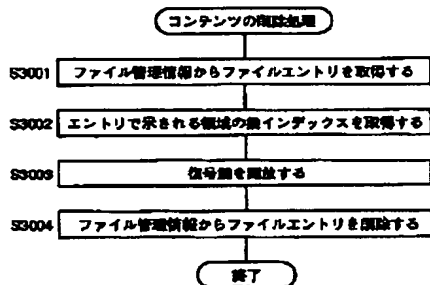 コンテンツの削除処理
S3001 ファイル管理情報からファイルエントリを取得する
S3002 エントリで示される領域の鍵インデックスを取得する
S3003 復号鍵を開放する
S3004 ファイル管理情報からファイルエントリを削除する
終了